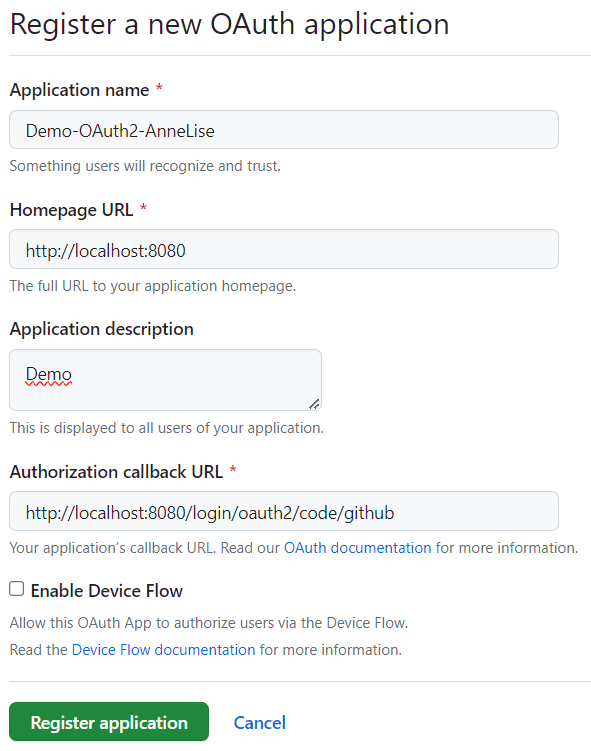 Register a new OAuth application
Application name *
Demo-OAuth2-AnneLise
Something users will recognize and trust.
Homepage URL *
http://localhost:8080
The full URL to your application homepage.
Application description
Demo
This is displayed to all users of your application.
Authorization callback URL *
http://localhost:8080/login/oauth2/code/github
Your application's callback URL. Read our OAuth documentation for more information.
Enable Device Flow
Allow this OAuth App to authorize users via the Device Flow.
Read the Device Flow documentation for more information.
Register application Cancel